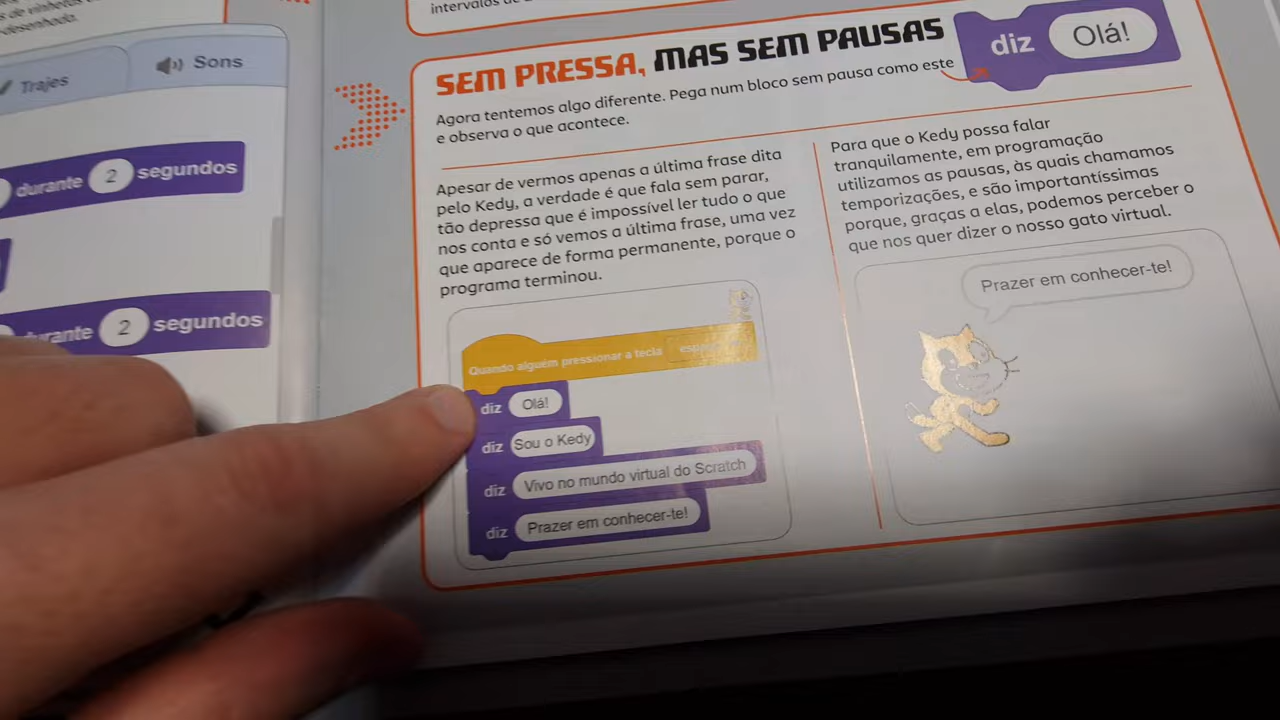 intervalos de
de vinhetas
desenhada.
Trajes
Sons
durante 2 segundos
durante 2 segundos
SEM PRESSA, MAS SEM PAUSAS
diz Olá!
Agora tentemos algo diferente. Pega num bloco sem pausa como este
e observa o que acontece.
Apesar de vermos apenas a última frase dita
pelo Kedy, a verdade é que fala sem parar,
tão depressa que é impossível ler tudo o que
nos conta e só vemos a última frase, uma vez
que aparece de forma permanente, porque o
programa terminou.
Quando alguém pressionar a tecla
diz Olá!
diz Sou o Kedy
diz Vivo no mundo virtual do Scratch
diz Prazer em conhecer-te!
Para que o Kedy possa falar
tranquilamente, em programação
utilizamos as pausas, às quais chamamos
temporizações, e são importantíssimas
porque, graças a elas, podemos perceber o
que nos quer dizer o nosso gato virtual.
Prazer em conhecer-te!